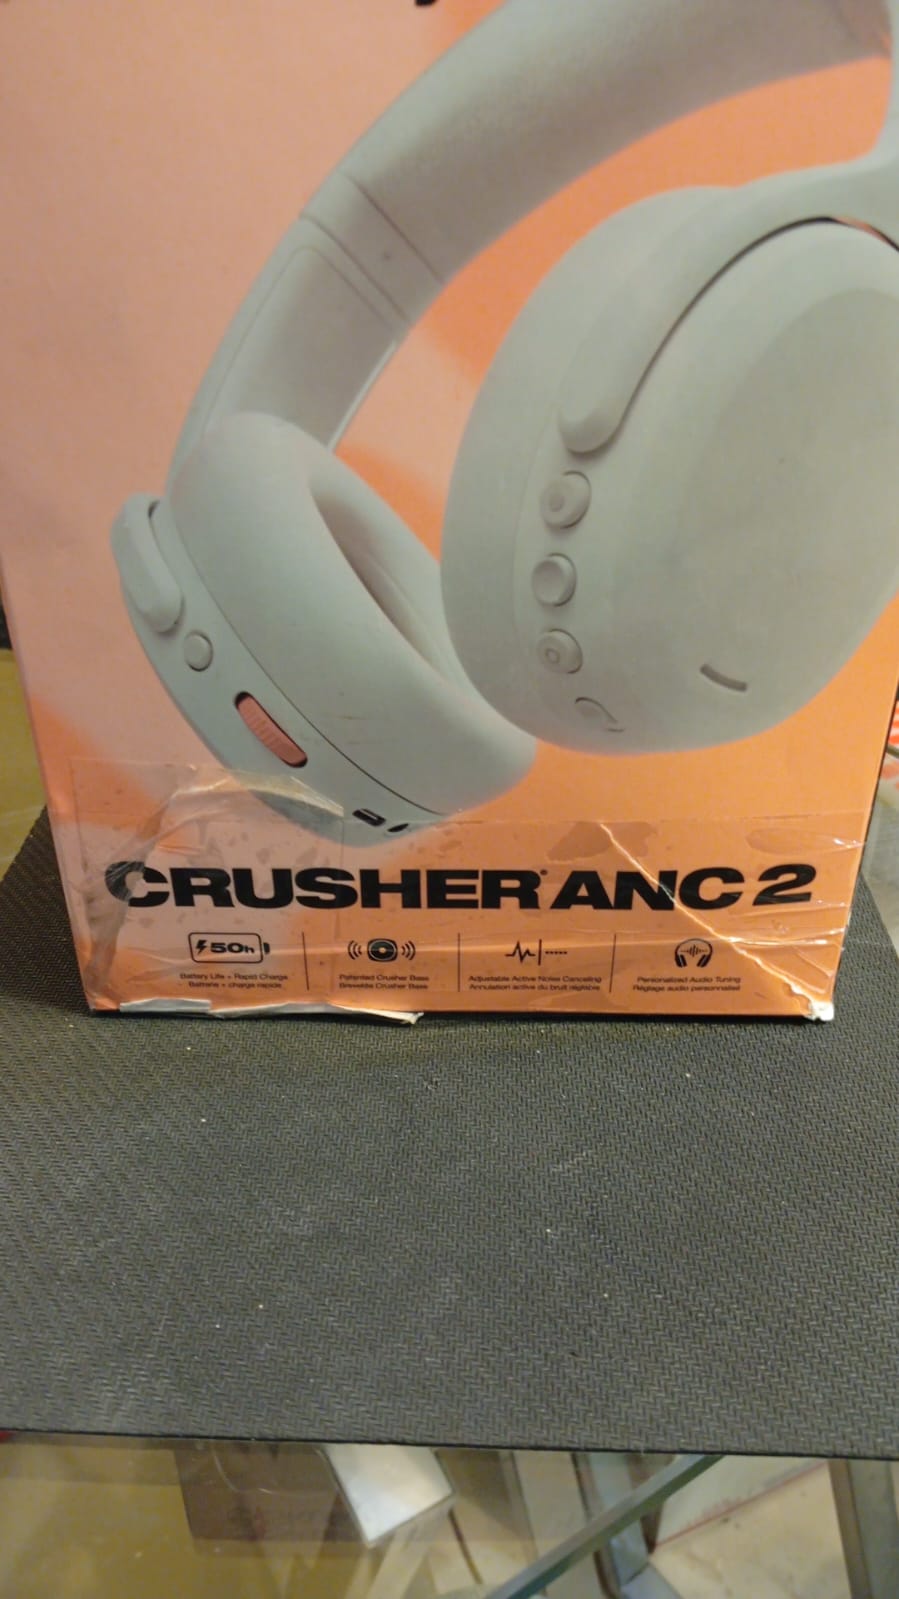 CRUSHER® ANC 2
50h
Battery Life + Rapid Charge
Batterie + charge rapide
Patented Crusher Bass
Brevetée Crusher Bass
Adjustable Active Noise Canceling
Annulation active du bruit réglable
Personalized Audio Tuning
Réglage audio personnalisé